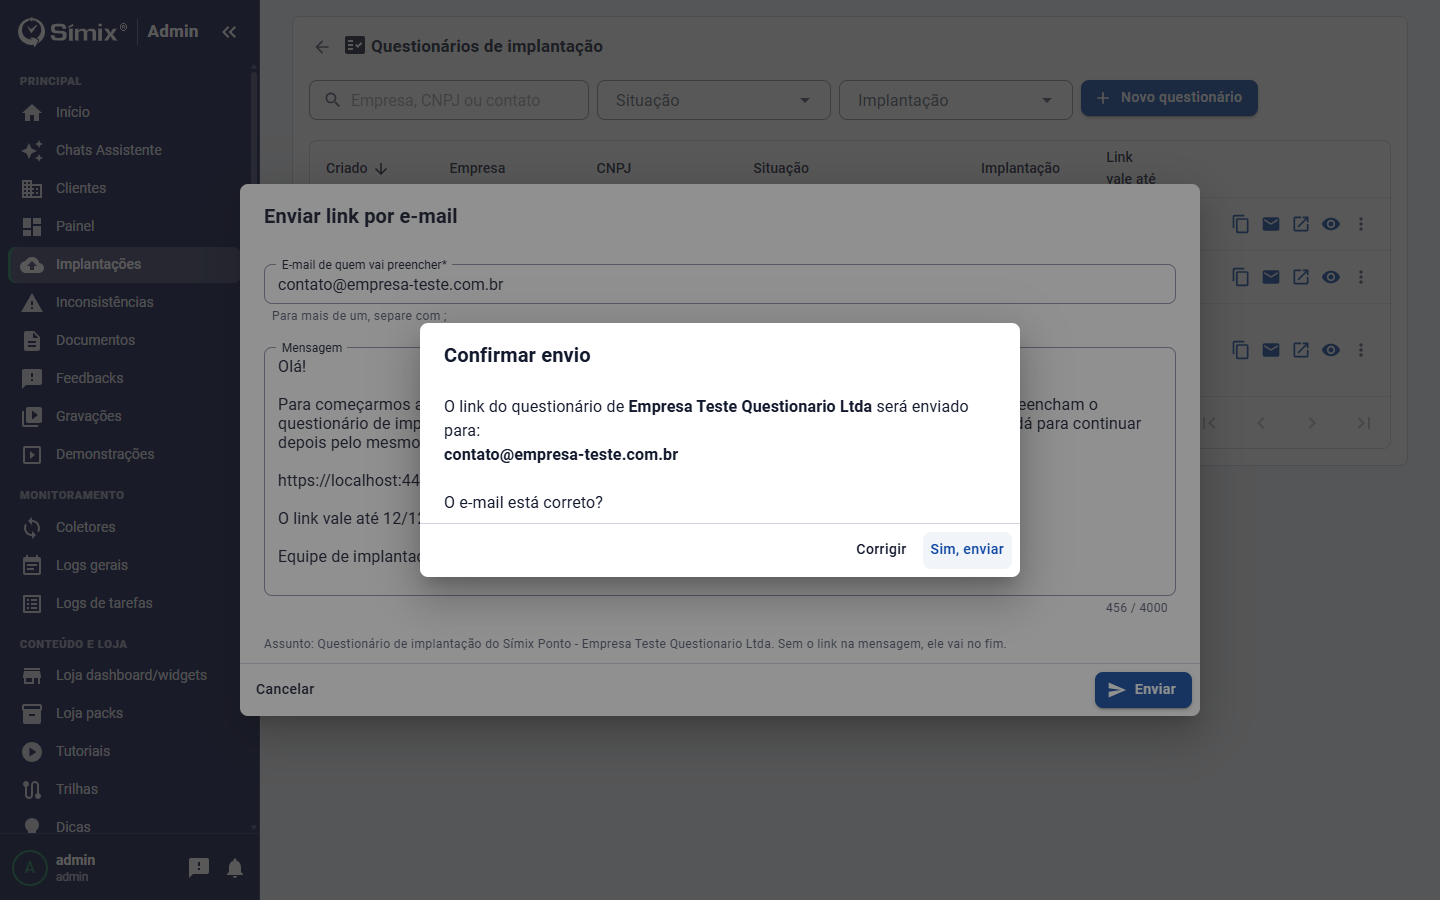 Símix® Admin
PRINCIPAL
Início
Chats Assistente
Clientes
Painel
Implantações
Inconsistências
Documentos
Feedbacks
Gravações
Demonstrações
MONITORAMENTO
Coletores
Logs gerais
Logs de tarefas
CONTEÚDO E LOJA
Loja dashboard/widgets
Loja packs
Tutoriais
Trilhas
Dicas
A
admin
admin
Questionários de implantação
Empresa, CNPJ ou contato
Situação
Implantação
Novo questionário
Criado
Empresa
CNPJ
Situação
Implantação
Link
vale até
Enviar link por e-mail
E-mail de quem vai preencher*
contato@empresa-teste.com.br
Para mais de um, separe com ;
Mensagem
Olá!
Para começarmos
questionário de dá para continuar
depois pelo mesmo
https://localhost:44
O link vale até
Equipe de
456 / 4000
Assunto: Questionário de implantação do Símix Ponto - Empresa Teste Questionario Ltda. Sem o link na mensagem, ele vai no fim.
Cancelar
Enviar
Confirmar envio
O link do questionário de Empresa Teste Questionario Ltda será enviado
para:
contato@empresa-teste.com.br
O e-mail está correto?
Corrigir
Sim, enviar